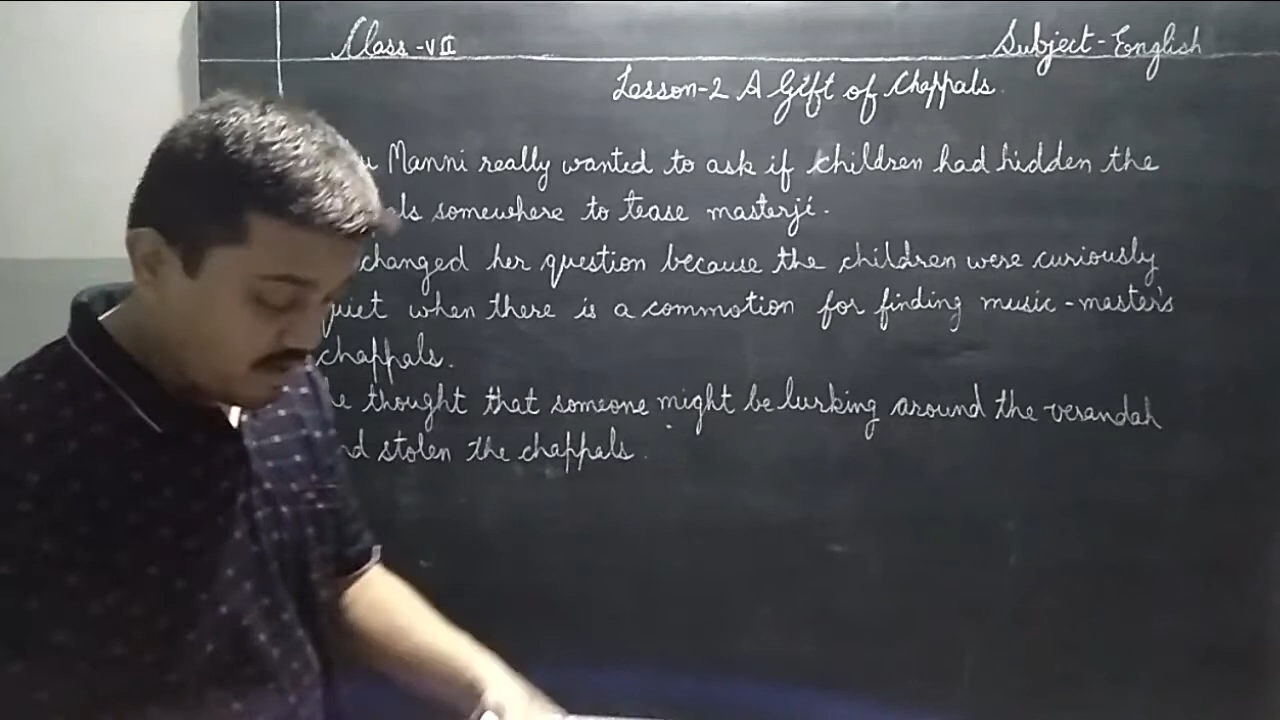 Class - VII
Subject - English
Lesson-2 A Gift of Chappals
Manni really wanted to ask if children had hidden the
somewhere to tease masterji.
changed her question because the children were curiously
quiet when there is a commotion for finding music-master's
chappals.
thought that someone might be lurking around the verandah
stolen the chappals.